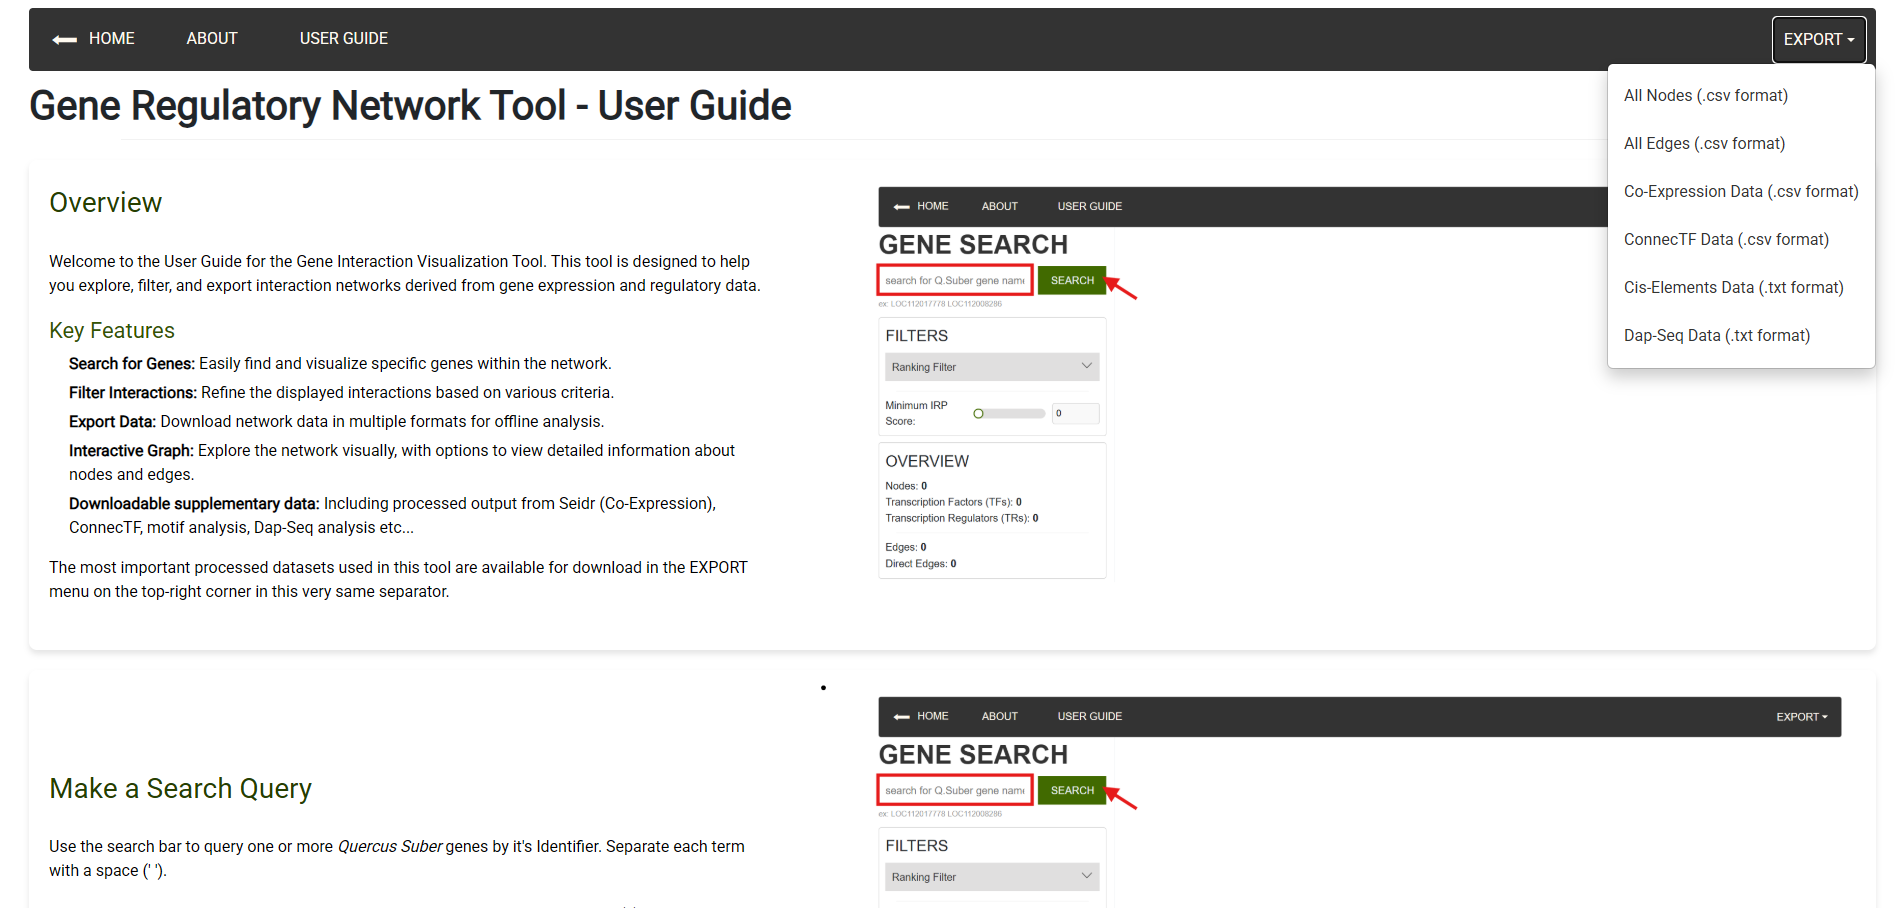 HOME ABOUT USER GUIDE EXPORT
Gene Regulatory Network Tool - User Guide
All Nodes (.csv format)
All Edges (.csv format)
Co-Expression Data (.csv format)
ConnecTF Data (.csv format)
Cis-Elements Data (.txt format)
Dap-Seq Data (.txt format)
Overview
Welcome to the User Guide for the Gene Interaction Visualization Tool. This tool is designed to help
you explore, filter, and export interaction networks derived from gene expression and regulatory data.
Key Features
Search for Genes: Easily find and visualize specific genes within the network.
Filter Interactions: Refine the displayed interactions based on various criteria.
Export Data: Download network data in multiple formats for offline analysis.
Interactive Graph: Explore the network visually, with options to view detailed information about
nodes and edges.
Downloadable supplementary data: Including processed output from Seidr (Co-Expression),
ConnecTF, motif analysis, Dap-Seq analysis etc...
The most important processed datasets used in this tool are available for download in the EXPORT
menu on the top-right corner in this very same separator.
HOME ABOUT USER GUIDE
GENE SEARCH
search for Q.Suber gene name SEARCH
ex: LOC112017778 LOC112008286
FILTERS
Ranking Filter
Minimum IRP
Score:
0
OVERVIEW
Nodes: 0
Transcription Factors (TFs): 0
Transcription Regulators (TRs): 0
Edges: 0
Direct Edges: 0
Make a Search Query
Use the search bar to query one or more Quercus Suber genes by it's Identifier. Separate each term
with a space (' ').
HOME ABOUT USER GUIDE EXPORT
GENE SEARCH
search for Q.Suber gene name SEARCH
ex: LOC112017778 LOC112008286
FILTERS
Ranking Filter